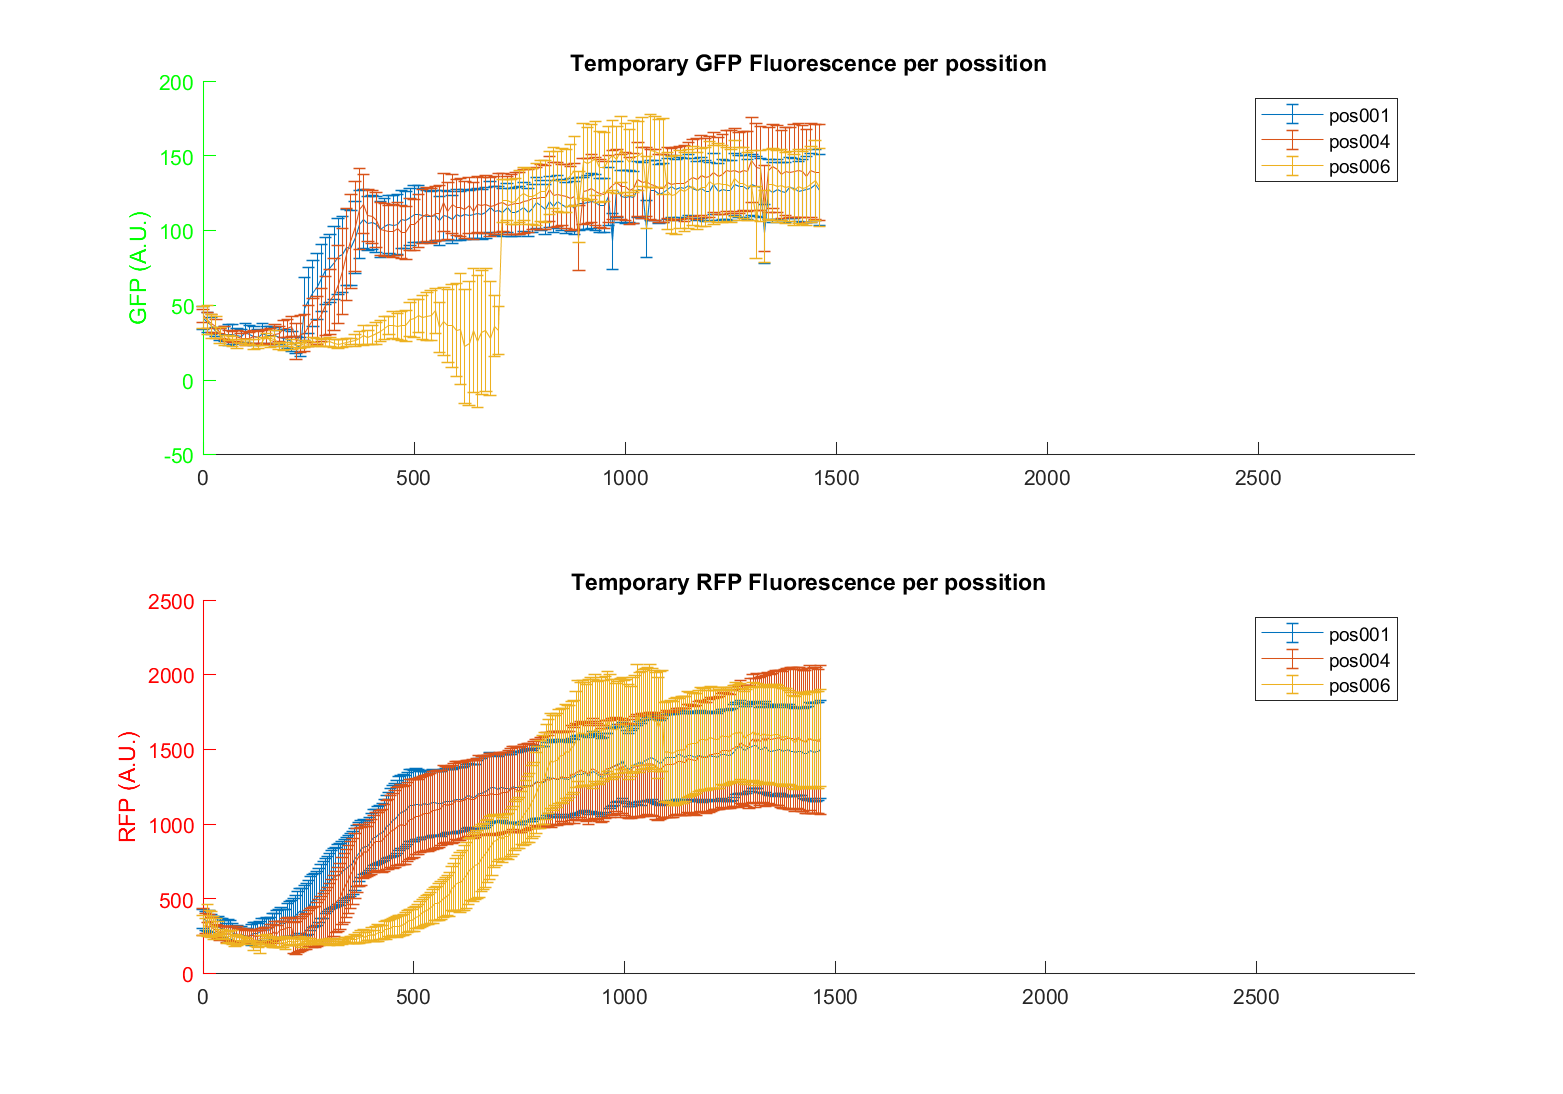 Temporary GFP Fluorescence per possition
GFP (A.U.)
200
150
100
50
0
-50
0 500 1000 1500 2000 2500
pos001
pos004
pos006
Temporary RFP Fluorescence per possition
RFP (A.U.)
2500
2000
1500
1000
500
0
0 500 1000 1500 2000 2500
pos001
pos004
pos006